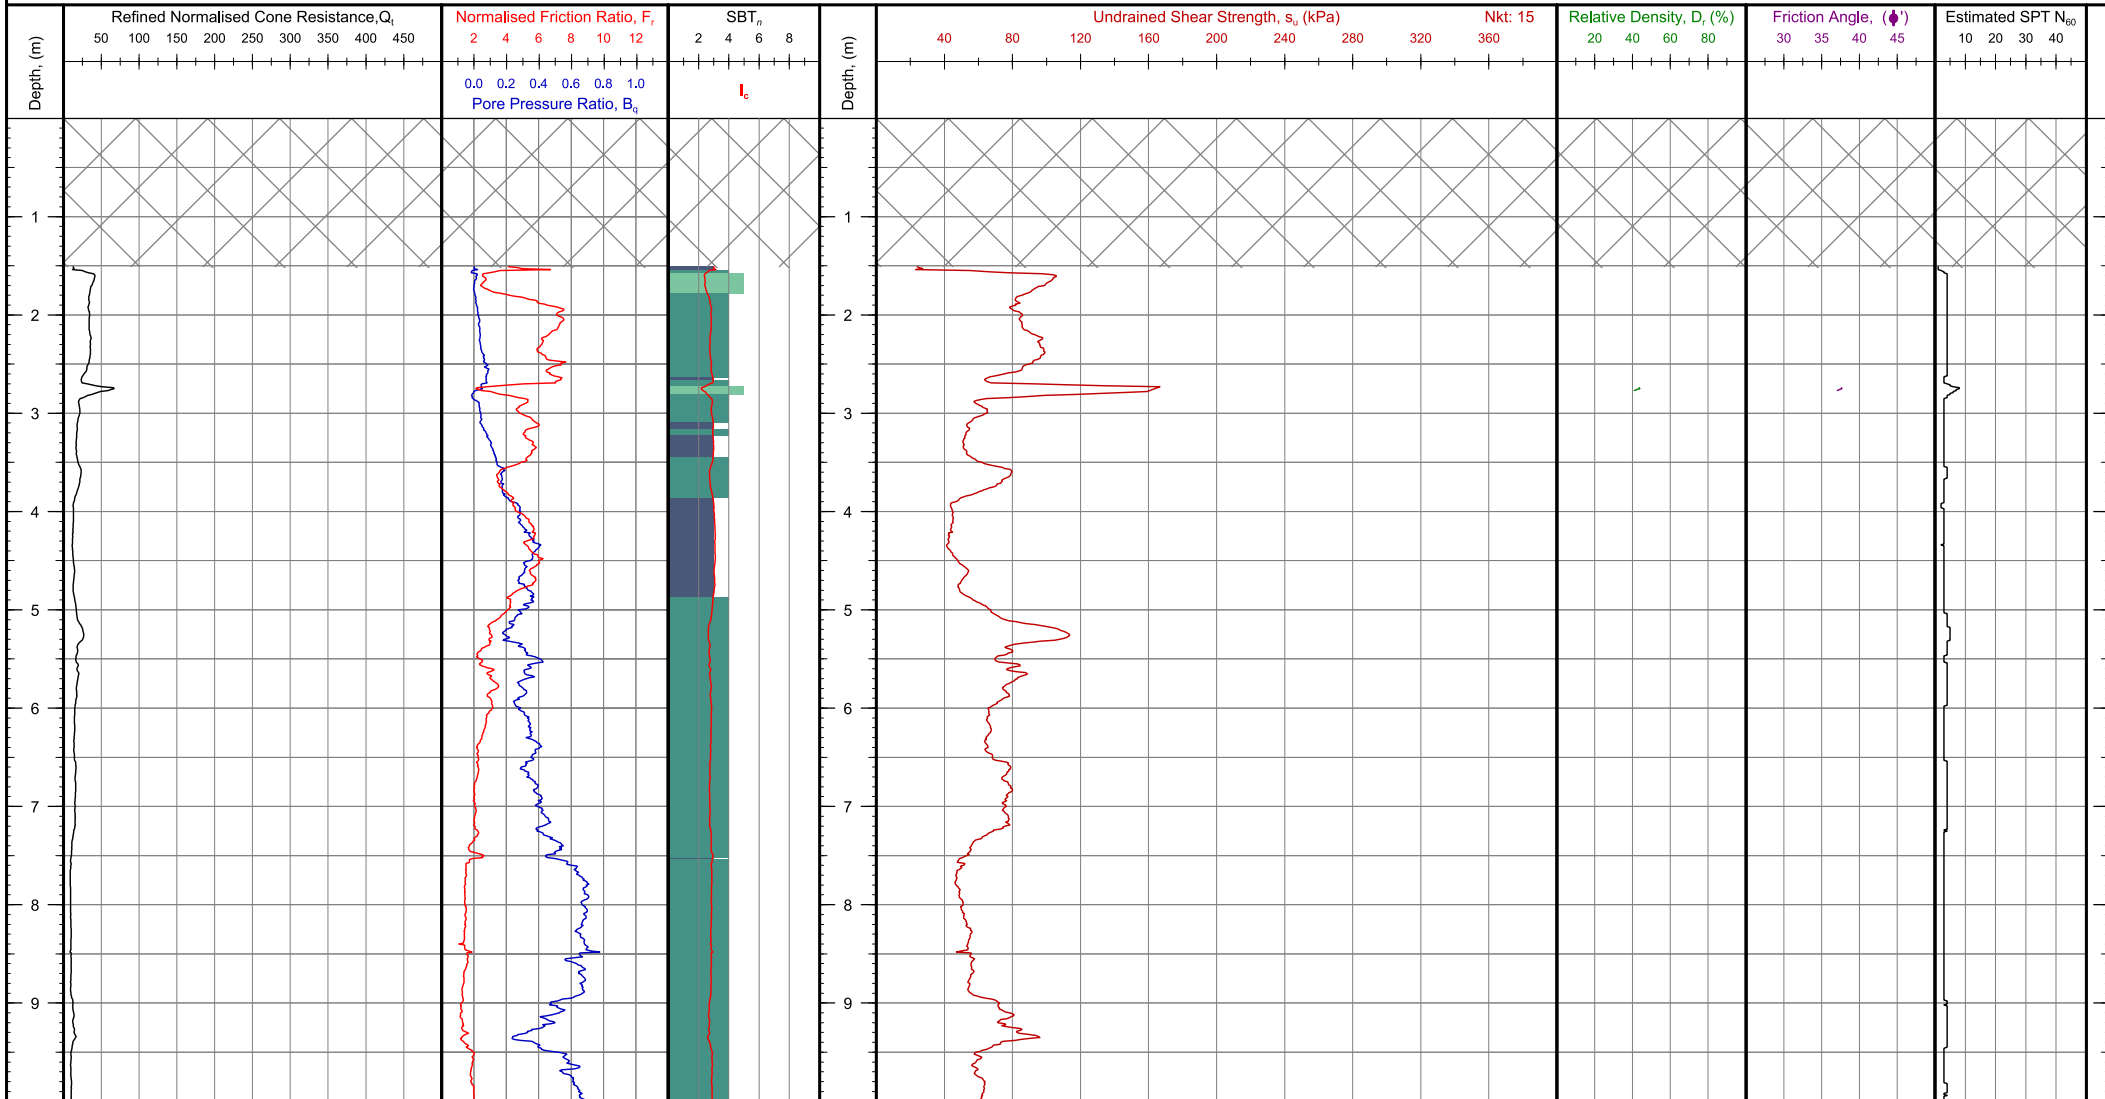 Refined Normalised Cone Resistance,Qt
Normalised Friction Ratio, Fr
SBTn
Undrained Shear Strength, su (kPa)
Nkt: 15
Relative Density, Dr (%)
Friction Angle, (ϕ')
Estimated SPT N60
50 100 150 200 250 300 350 400 450
2 4 6 8 10 12
2 4 6 8
40 80 120 160 200 240 280 320 360
20 40 60 80
30 35 40 45
10 20 30 40
Depth, (m)
0.0 0.2 0.4 0.6 0.8 1.0
Pore Pressure Ratio, Bq
Ic
Depth, (m)
1 1
2 2
3 3
4 4
5 5
6 6
7 7
8 8
9 9